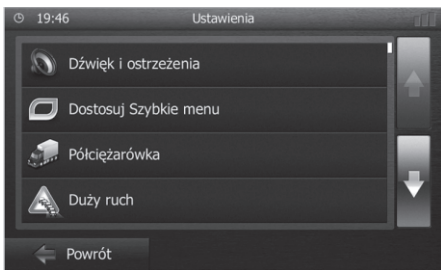 19:46 Ustawienia
Dźwięk i ostrzeżenia
Dostosuj Szybkie menu
Półciężarówka
Duży ruch
Powrót